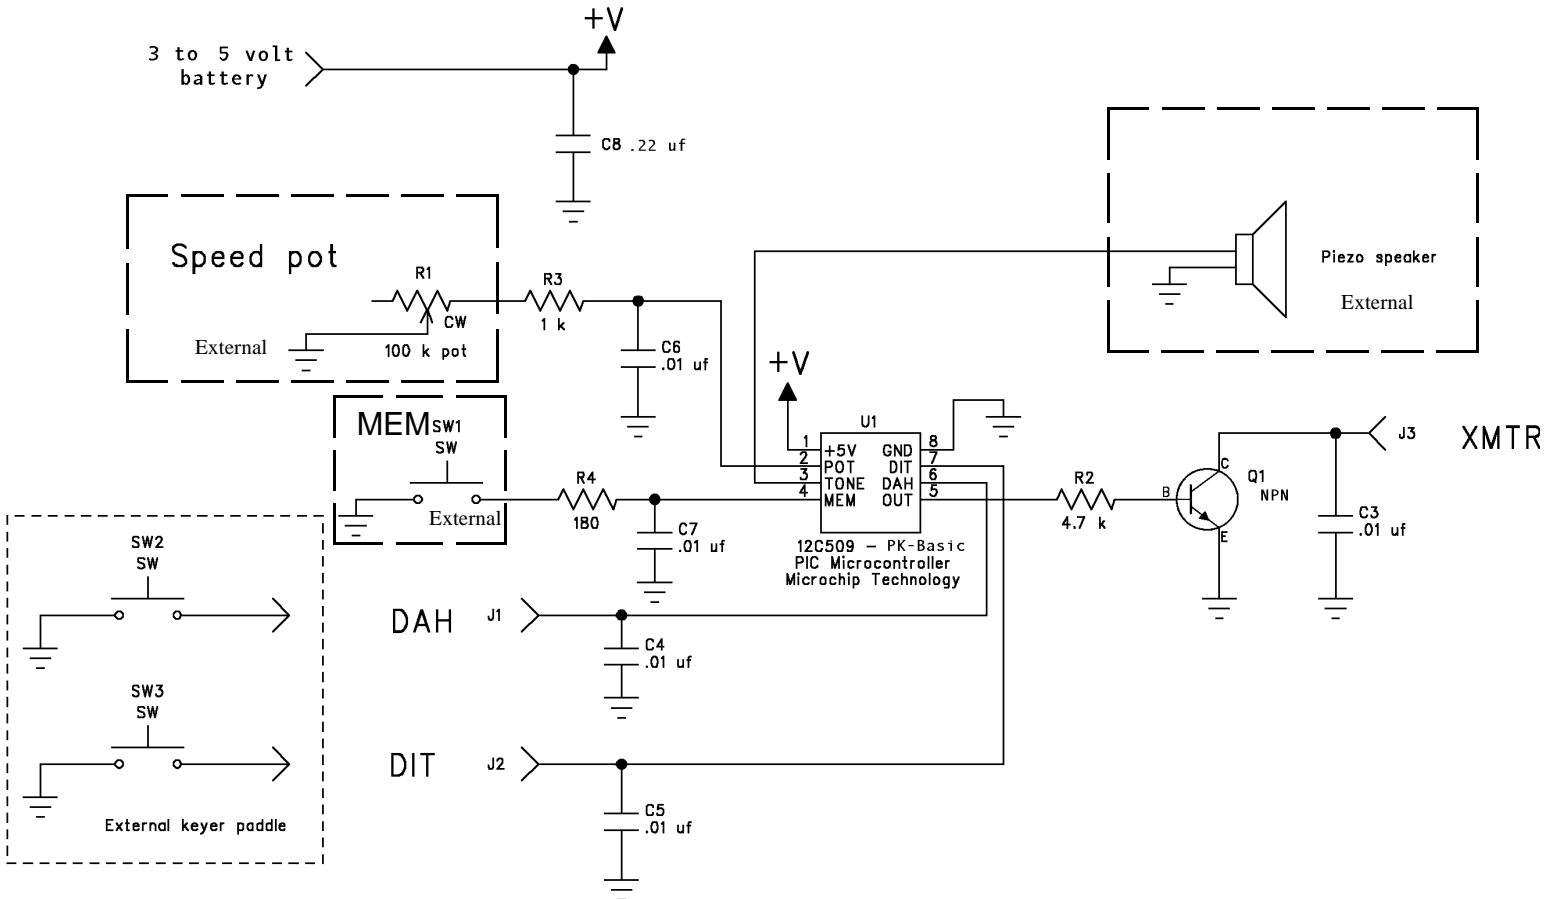 +V
3 to 5 volt
battery
C8 .22 uf
Speed pot
R1
CW
100 k pot
External
R3
1 k
C6
.01 uf
Piezo speaker
External
+V
MEM SW1
SW
External
R4
180
C7
.01 uf
U1
1 +5V GND 8
2 POT DIT 7
3 TONE DAH 6
4 MEM OUT 5
12C509 - PK-Basic
PIC Microcontroller
Microchip Technology
R2
4.7 k
B
C
E
Q1
NPN
J3
XMTR
C3
.01 uf
SW2
SW
DAH J1
C4
.01 uf
SW3
SW
DIT J2
C5
.01 uf
External keyer paddle